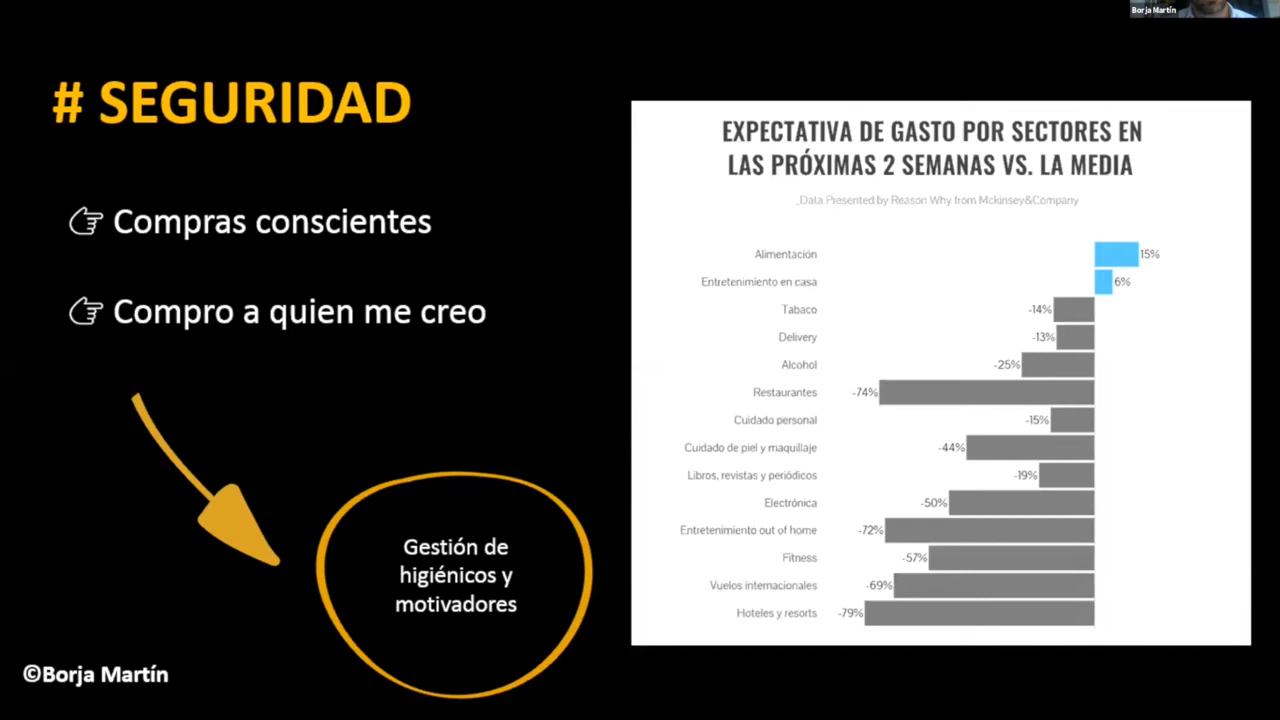 Borja Martín
# SEGURIDAD
Compras conscientes
Compro a quien me creo
Gestión de
higiénicos y
motivadores
©Borja Martín
EXPECTATIVA DE GASTO POR SECTORES EN
LAS PRÓXIMAS 2 SEMANAS VS. LA MEDIA
_Data Presented by Reason Why from Mckinsey&Company
Alimentación 15%
Entretenimiento en casa 6%
Tabaco -14%
Delivery -13%
Alcohol -25%
Restaurantes -74%
Cuidado personal -15%
Cuidado de piel y maquillaje -44%
Libros, revistas y periódicos -19%
Electrónica -50%
Entretenimiento out of home -72%
Fitness -57%
Vuelos internacionales -69%
Hoteles y resorts -79%